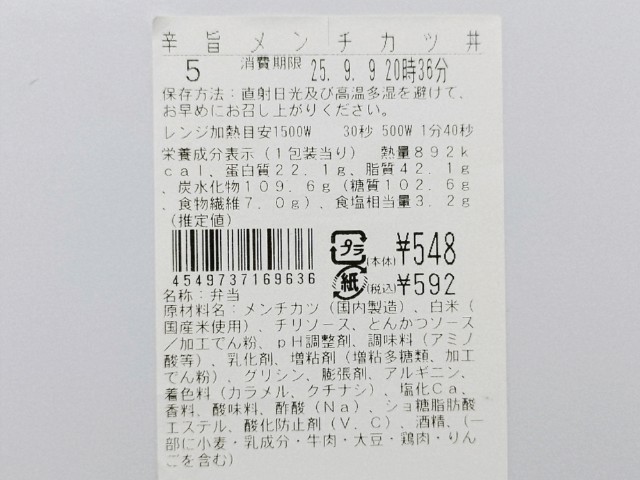 辛旨メンチカツ丼
5 消費期限 25. 9. 9 20時36分
保存方法：直射日光及び高温多湿を避けて、
お早めにお召し上がりください。
レンジ加熱目安1500W 30秒 500W 1分40秒
栄養成分表示（1包装当り） 熱量892k
cal、蛋白質22.1g、脂質42.1g
、炭水化物109.6g（糖質102.6g
、食物繊維7.0g）、食塩相当量3.2g
（推定値）
プラ (本体) ¥548
紙 (税込) ¥592
4549737169636
名称：弁当
原材料名：メンチカツ（国内製造）、白米（
国産米使用）、チリソース、とんかつソース
／加工でん粉、pH調整剤、調味料（アミノ
酸等）、乳化剤、増粘剤（増粘多糖類、加工
でん粉）、グリシン、膨張剤、アルギニン、
着色料（カラメル、クチナシ）、塩化Ca、
香料、酸味料、酢酸（Na）、ショ糖脂肪酸
エステル、酸化防止剤（V．C）、酒精、（一
部に小麦・乳成分・牛肉・大豆・鶏肉・りん
ごを含む）